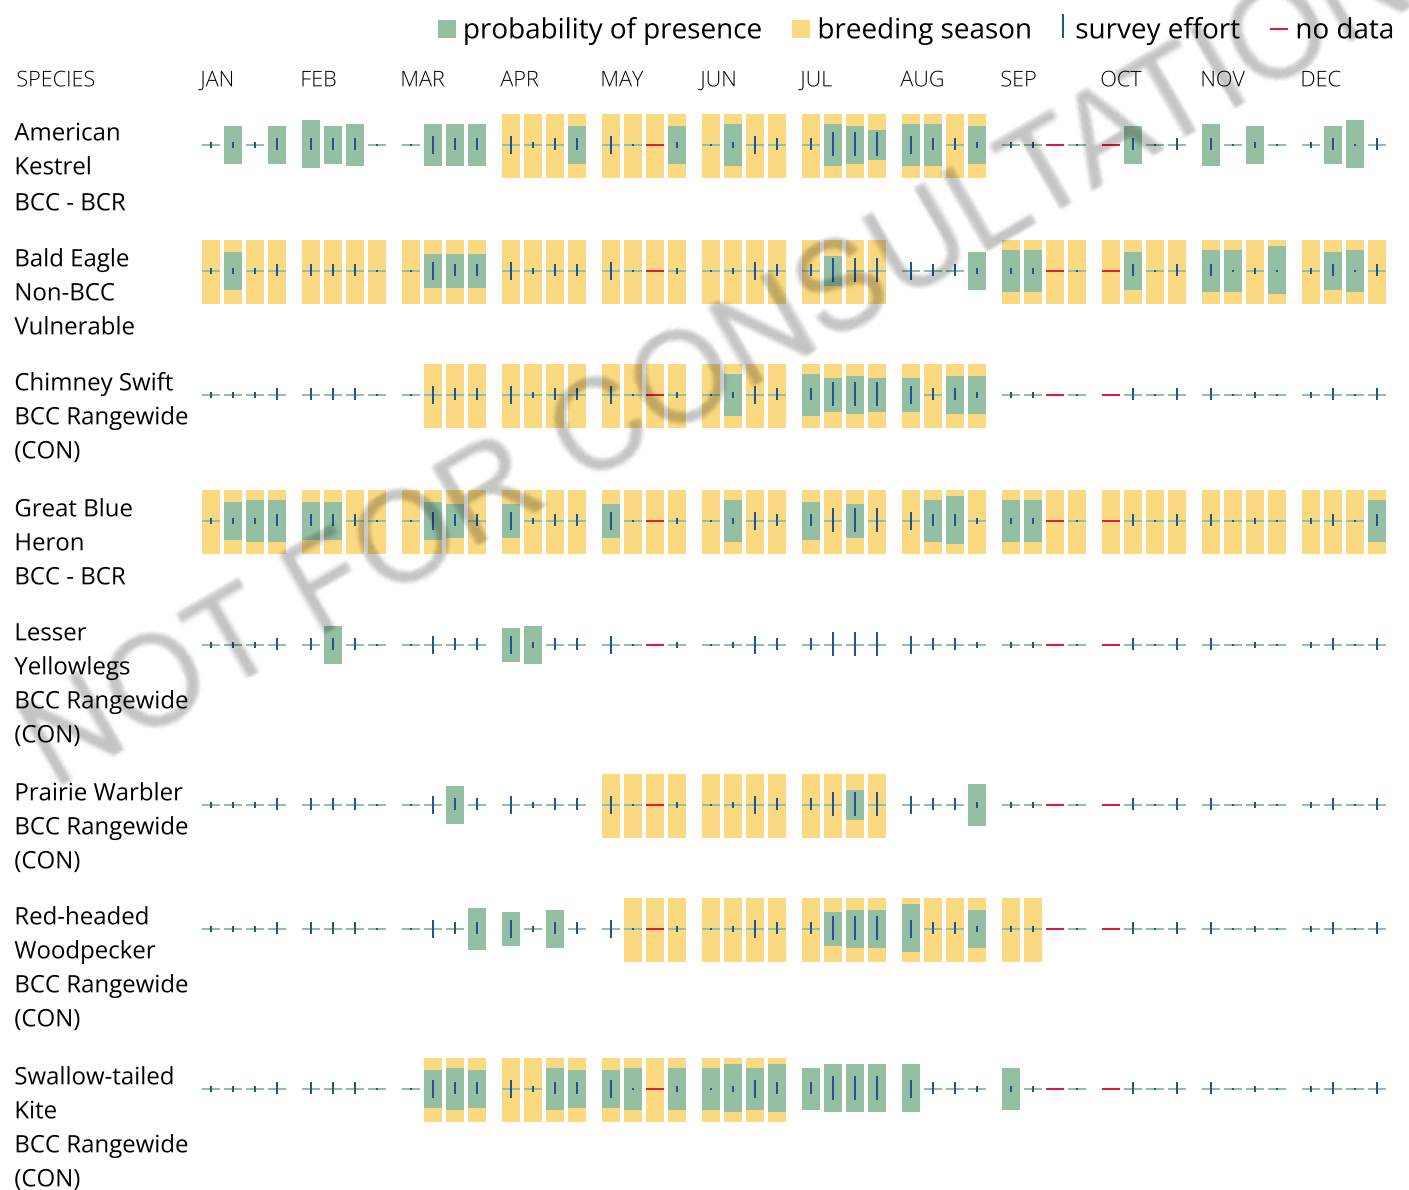 probability of presence breeding season survey effort no data
SPECIES JAN FEB MAR APR MAY JUN JUL AUG SEP OCT NOV DEC
American
Kestrel
BCC - BCR
Bald Eagle
Non-BCC
Vulnerable
Chimney Swift
BCC Rangewide
(CON)
Great Blue
Heron
BCC - BCR
Lesser
Yellowlegs
BCC Rangewide
(CON)
Prairie Warbler
BCC Rangewide
(CON)
Red-headed
Woodpecker
BCC Rangewide
(CON)
Swallow-tailed
Kite
BCC Rangewide
(CON)
NOT FOR CONSULTATION